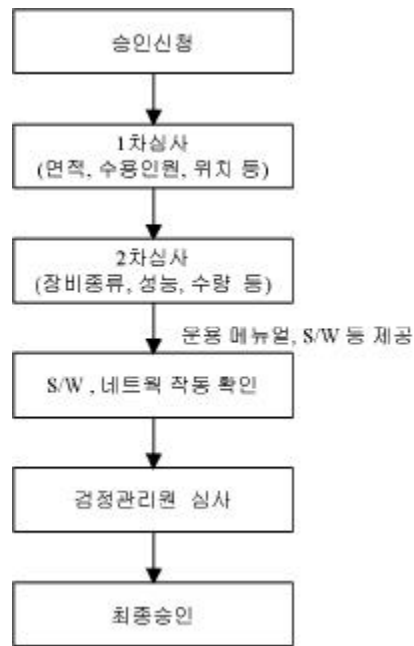 승인신청
1차심사
(면적, 수용인원, 위치 등)
2차심사
(장비종류, 성능, 수량 등)
운용 메뉴얼, S/W 등 제공
S/W , 네트웍 작동 확인
검정관리원 심사
최종승인